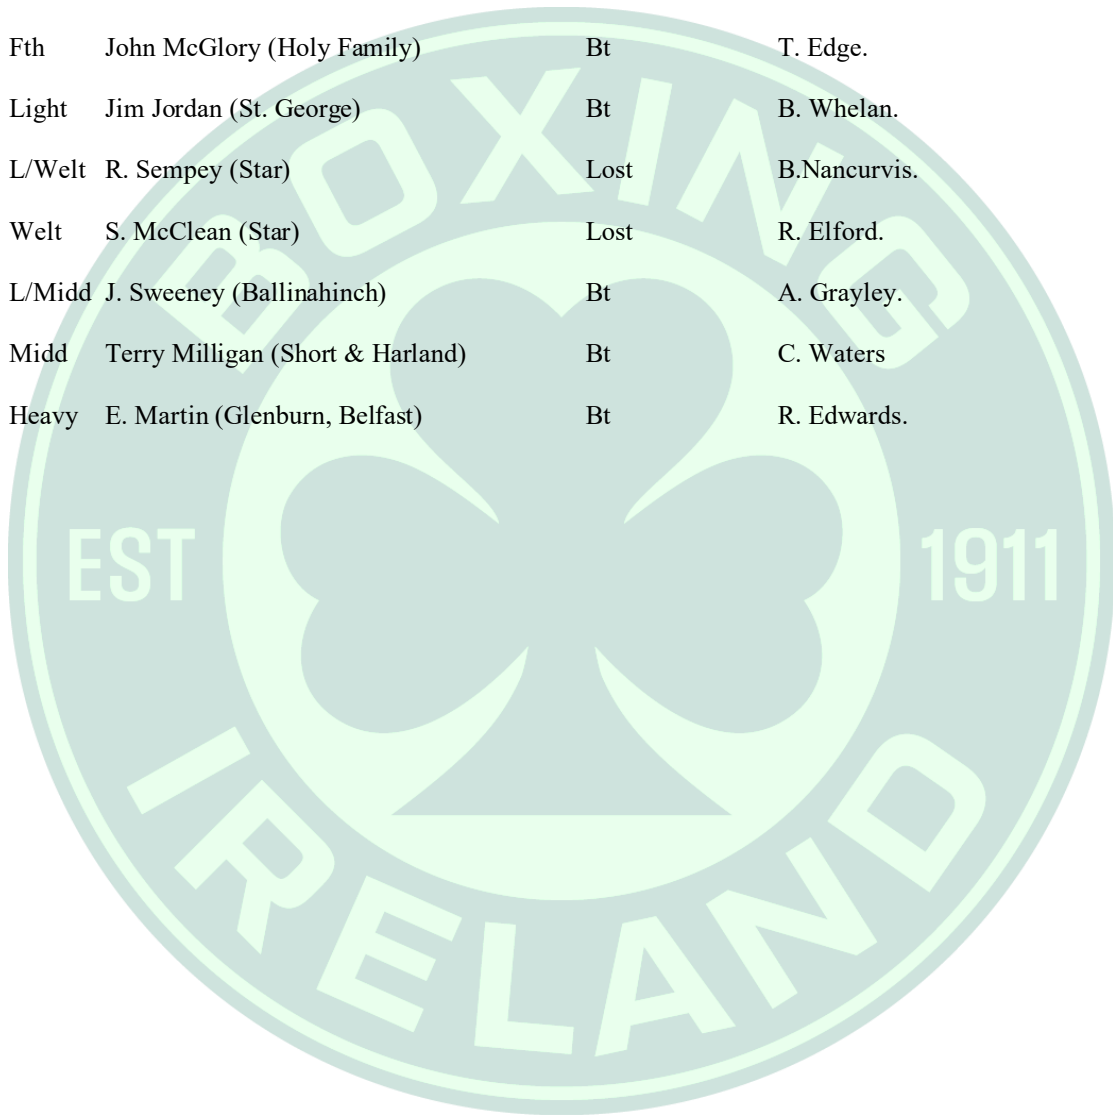 Fth John McGlory (Holy Family) Bt T. Edge.
Light Jim Jordan (St. George) Bt B. Whelan.
L/Welt R. Sempey (Star) Lost B.Nancurvis.
Welt S. McClean (Star) Lost R. Elford.
L/Midd J. Sweeney (Ballinahinch) Bt A. Grayley.
Midd Terry Milligan (Short & Harland) Bt C. Waters
Heavy E. Martin (Glenburn, Belfast) Bt R. Edwards.
BOXING
EST 1911
IRELAND